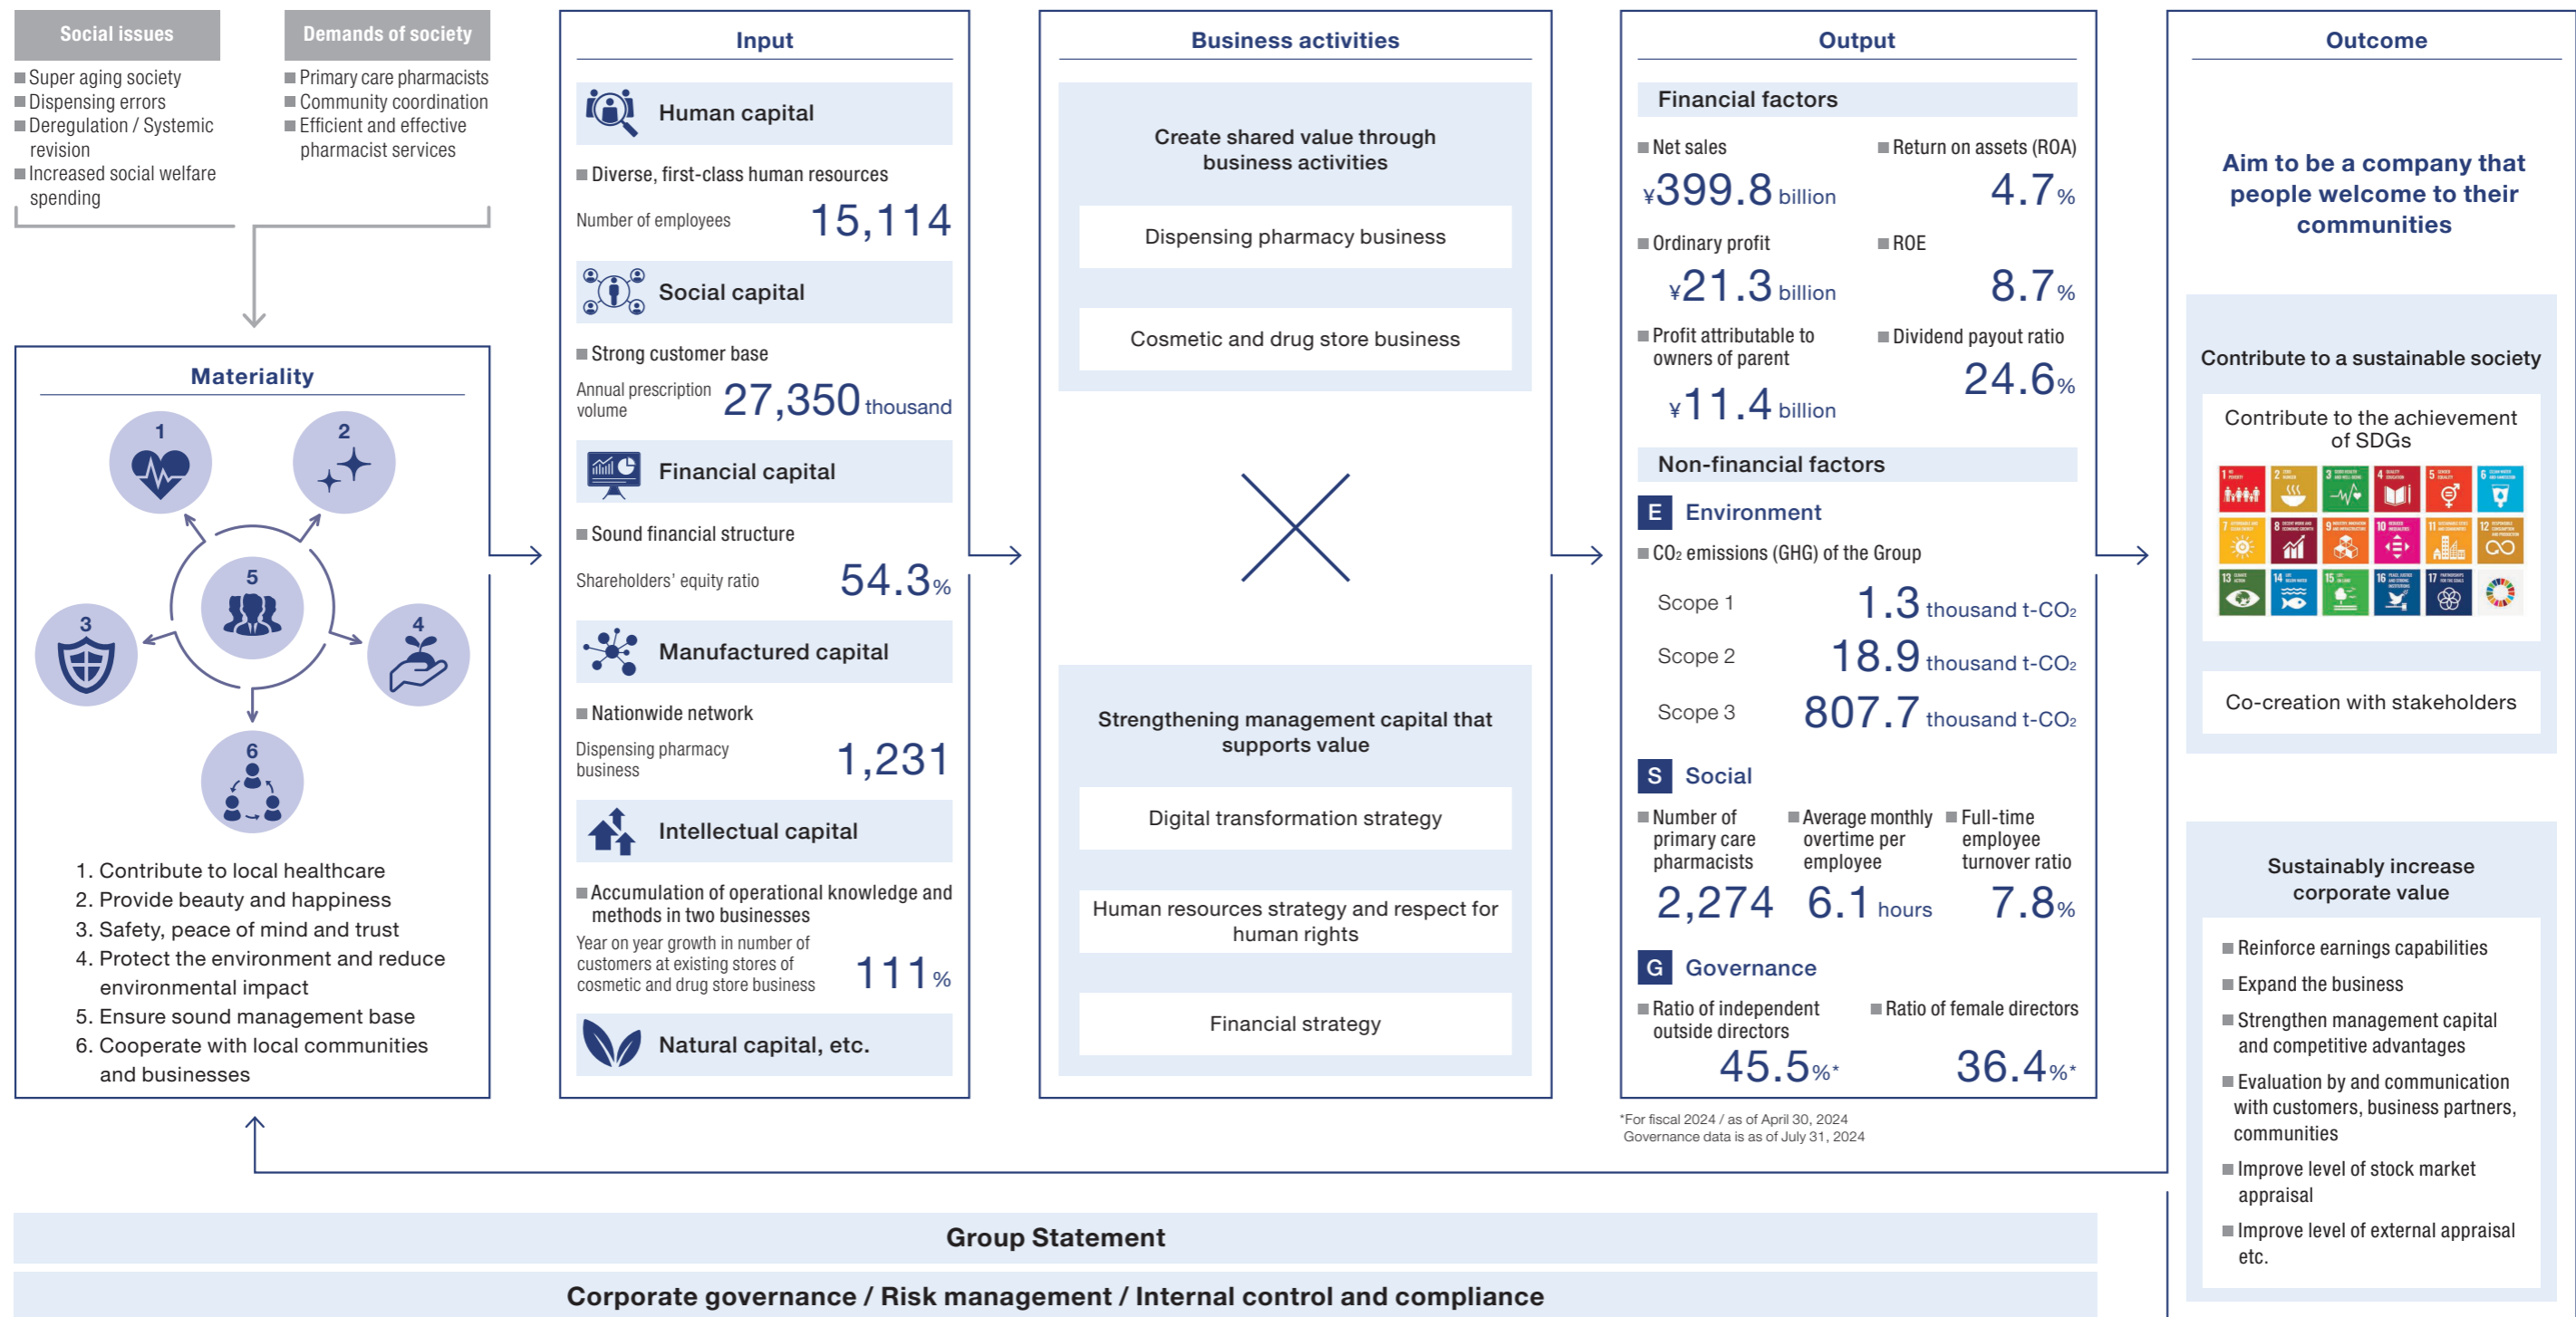 Social issues
■ Super aging society
■ Dispensing errors
■ Deregulation / Systemic
revision
■ Increased social welfare
spending
Demands of society
■ Primary care pharmacists
■ Community coordination
■ Efficient and effective
pharmacist services
Materiality
1
2
3
4
5
6
1. Contribute to local healthcare
2. Provide beauty and happiness
3. Safety, peace of mind and trust
4. Protect the environment and reduce
environmental impact
5. Ensure sound management base
6. Cooperate with local communities
and businesses
Input
Human capital
■ Diverse, first-class human resources
Number of employees 15,114
Social capital
■ Strong customer base
Annual prescription
volume 27,350 thousand
Financial capital
■ Sound financial structure
Shareholders' equity ratio 54.3%
Manufactured capital
■ Nationwide network
Dispensing pharmacy
business 1,231
Intellectual capital
■ Accumulation of operational knowledge and
methods in two businesses
Year on year growth in number of
customers at existing stores of
cosmetic and drug store business 111%
Natural capital, etc.
Business activities
Create shared value through
business activities
Dispensing pharmacy business
Cosmetic and drug store business
Strengthening management capital that
supports value
Digital transformation strategy
Human resources strategy and respect for
human rights
Financial strategy
Output
Financial factors
■ Net sales
¥399.8 billion
■ Return on assets (ROA)
4.7%
■ Ordinary profit
¥21.3 billion
■ ROE
8.7%
■ Profit attributable to
owners of parent
¥11.4 billion
■ Dividend payout ratio
24.6%
Non-financial factors
E Environment
■ CO₂ emissions (GHG) of the Group
Scope 1 1.3 thousand t-CO₂
Scope 2 18.9 thousand t-CO₂
Scope 3 807.7 thousand t-CO₂
S Social
■ Number of
primary care
pharmacists
2,274
■ Average monthly
overtime per
employee
6.1 hours
■ Full-time
employee
turnover ratio
7.8%
G Governance
■ Ratio of independent
outside directors
45.5%*
■ Ratio of female directors
36.4%*
*For fiscal 2024 / as of April 30, 2024
Governance data is as of July 31, 2024
Outcome
Aim to be a company that
people welcome to their
communities
Contribute to a sustainable society
Contribute to the achievement
of SDGs
1
2
3
4
5
6
7
8
9
10
11
12
13
14
15
16
17
Co-creation with stakeholders
Sustainably increase
corporate value
■ Reinforce earnings capabilities
■ Expand the business
■ Strengthen management capital
and competitive advantages
■ Evaluation by and communication
with customers, business partners,
communities
■ Improve level of stock market
appraisal
■ Improve level of external appraisal
etc.
Group Statement
Corporate governance / Risk management / Internal control and compliance